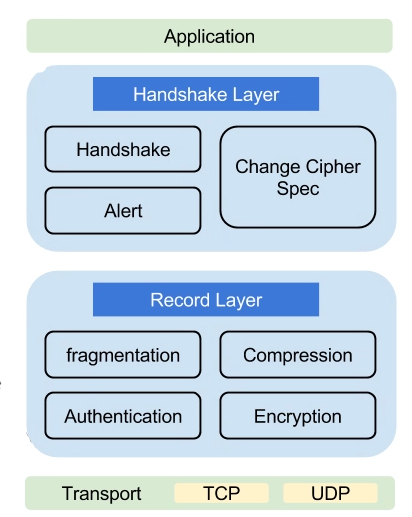 Application
Handshake Layer
Handshake
Change Cipher
Spec
Alert
Record Layer
fragmentation
Compression
Authentication
Encryption
Transport
TCP
UDP